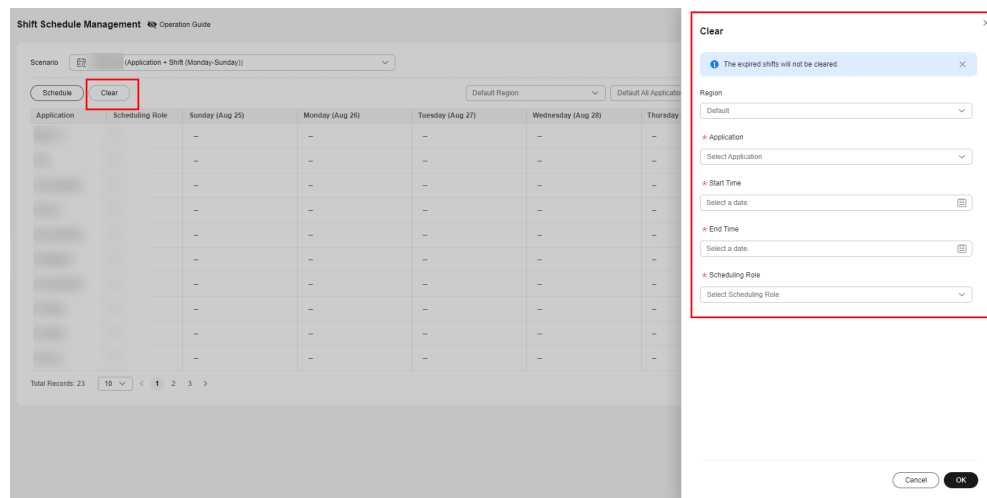 Shift Schedule Management Operation Guide
Scenario (Application + Shift (Monday-Sunday))
Schedule Clear Default Region Default All Applicatio
Application Scheduling Role Sunday (Aug 25) Monday (Aug 26) Tuesday (Aug 27) Wednesday (Aug 28) Thursday
-- -- -- -- --
-- -- -- -- --
-- -- -- -- --
-- -- -- -- --
-- -- -- -- --
-- -- -- -- --
-- -- -- -- --
-- -- -- -- --
-- -- -- -- --
-- -- -- -- --
Total Records: 23 10 < 1 2 3 >
Clear
The expired shifts will not be cleared.
Region
Default
* Application
Select Application
* Start Time
Select a date.
* End Time
Select a date.
* Scheduling Role
Select Scheduling Role
Cancel OK